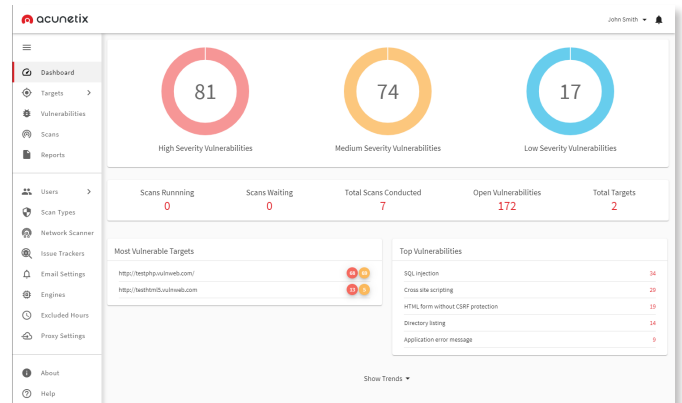 acunetix
John Smith
Dashboard
Targets
Vulnerabilities
Scans
Reports
Users
Scan Types
Network Scanner
Issue Trackers
Email Settings
Engines
Excluded Hours
Proxy Settings
About
Help
81
High Severity Vulnerabilities
74
Medium Severity Vulnerabilities
17
Low Severity Vulnerabilities
Scans Runnning
0
Scans Waiting
0
Total Scans Conducted
7
Open Vulnerabilities
172
Total Targets
2
Most Vulnerable Targets
http://testphp.vulnweb.com/
http://testhtml5.vulnweb.com
Top Vulnerabilities
SQL injection 34
Cross site scripting 29
HTML form without CSRF protection 19
Directory listing 14
Application error message 9
Show Trends